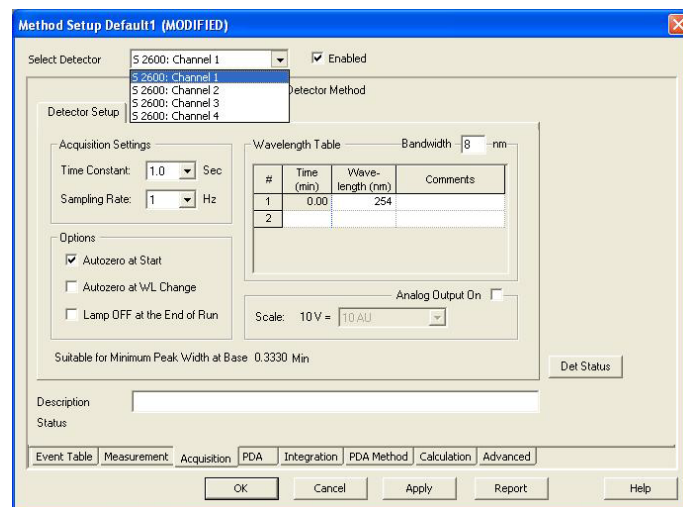 Method Setup Default1 (MODIFIED)
Select Detector S 2600: Channel 1 Enabled
S 2600: Channel 1
S 2600: Channel 2
S 2600: Channel 3
S 2600: Channel 4
Detector Method
Detector Setup
Acquisition Settings
Time Constant: 1.0 Sec
Sampling Rate: 1 Hz
Wavelength Table Bandwidth 8 nm
# Time (min) Wave-length (nm) Comments
1 0.00 254
2
Options
Autozero at Start
Autozero at WL Change
Lamp OFF at the End of Run
Analog Output On
Scale: 10 V = 10 AU
Suitable for Minimum Peak Width at Base 0.3330 Min
Det Status
Description
Status
Event Table Measurement Acquisition PDA Integration PDA Method Calculation Advanced
OK Cancel Apply Report Help